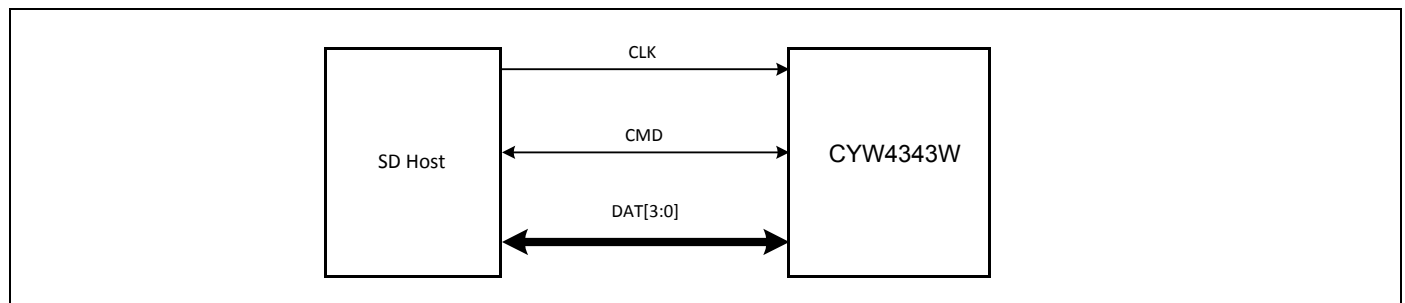 CLK
CMD
SD Host
CYW4343W
DAT[3:0]